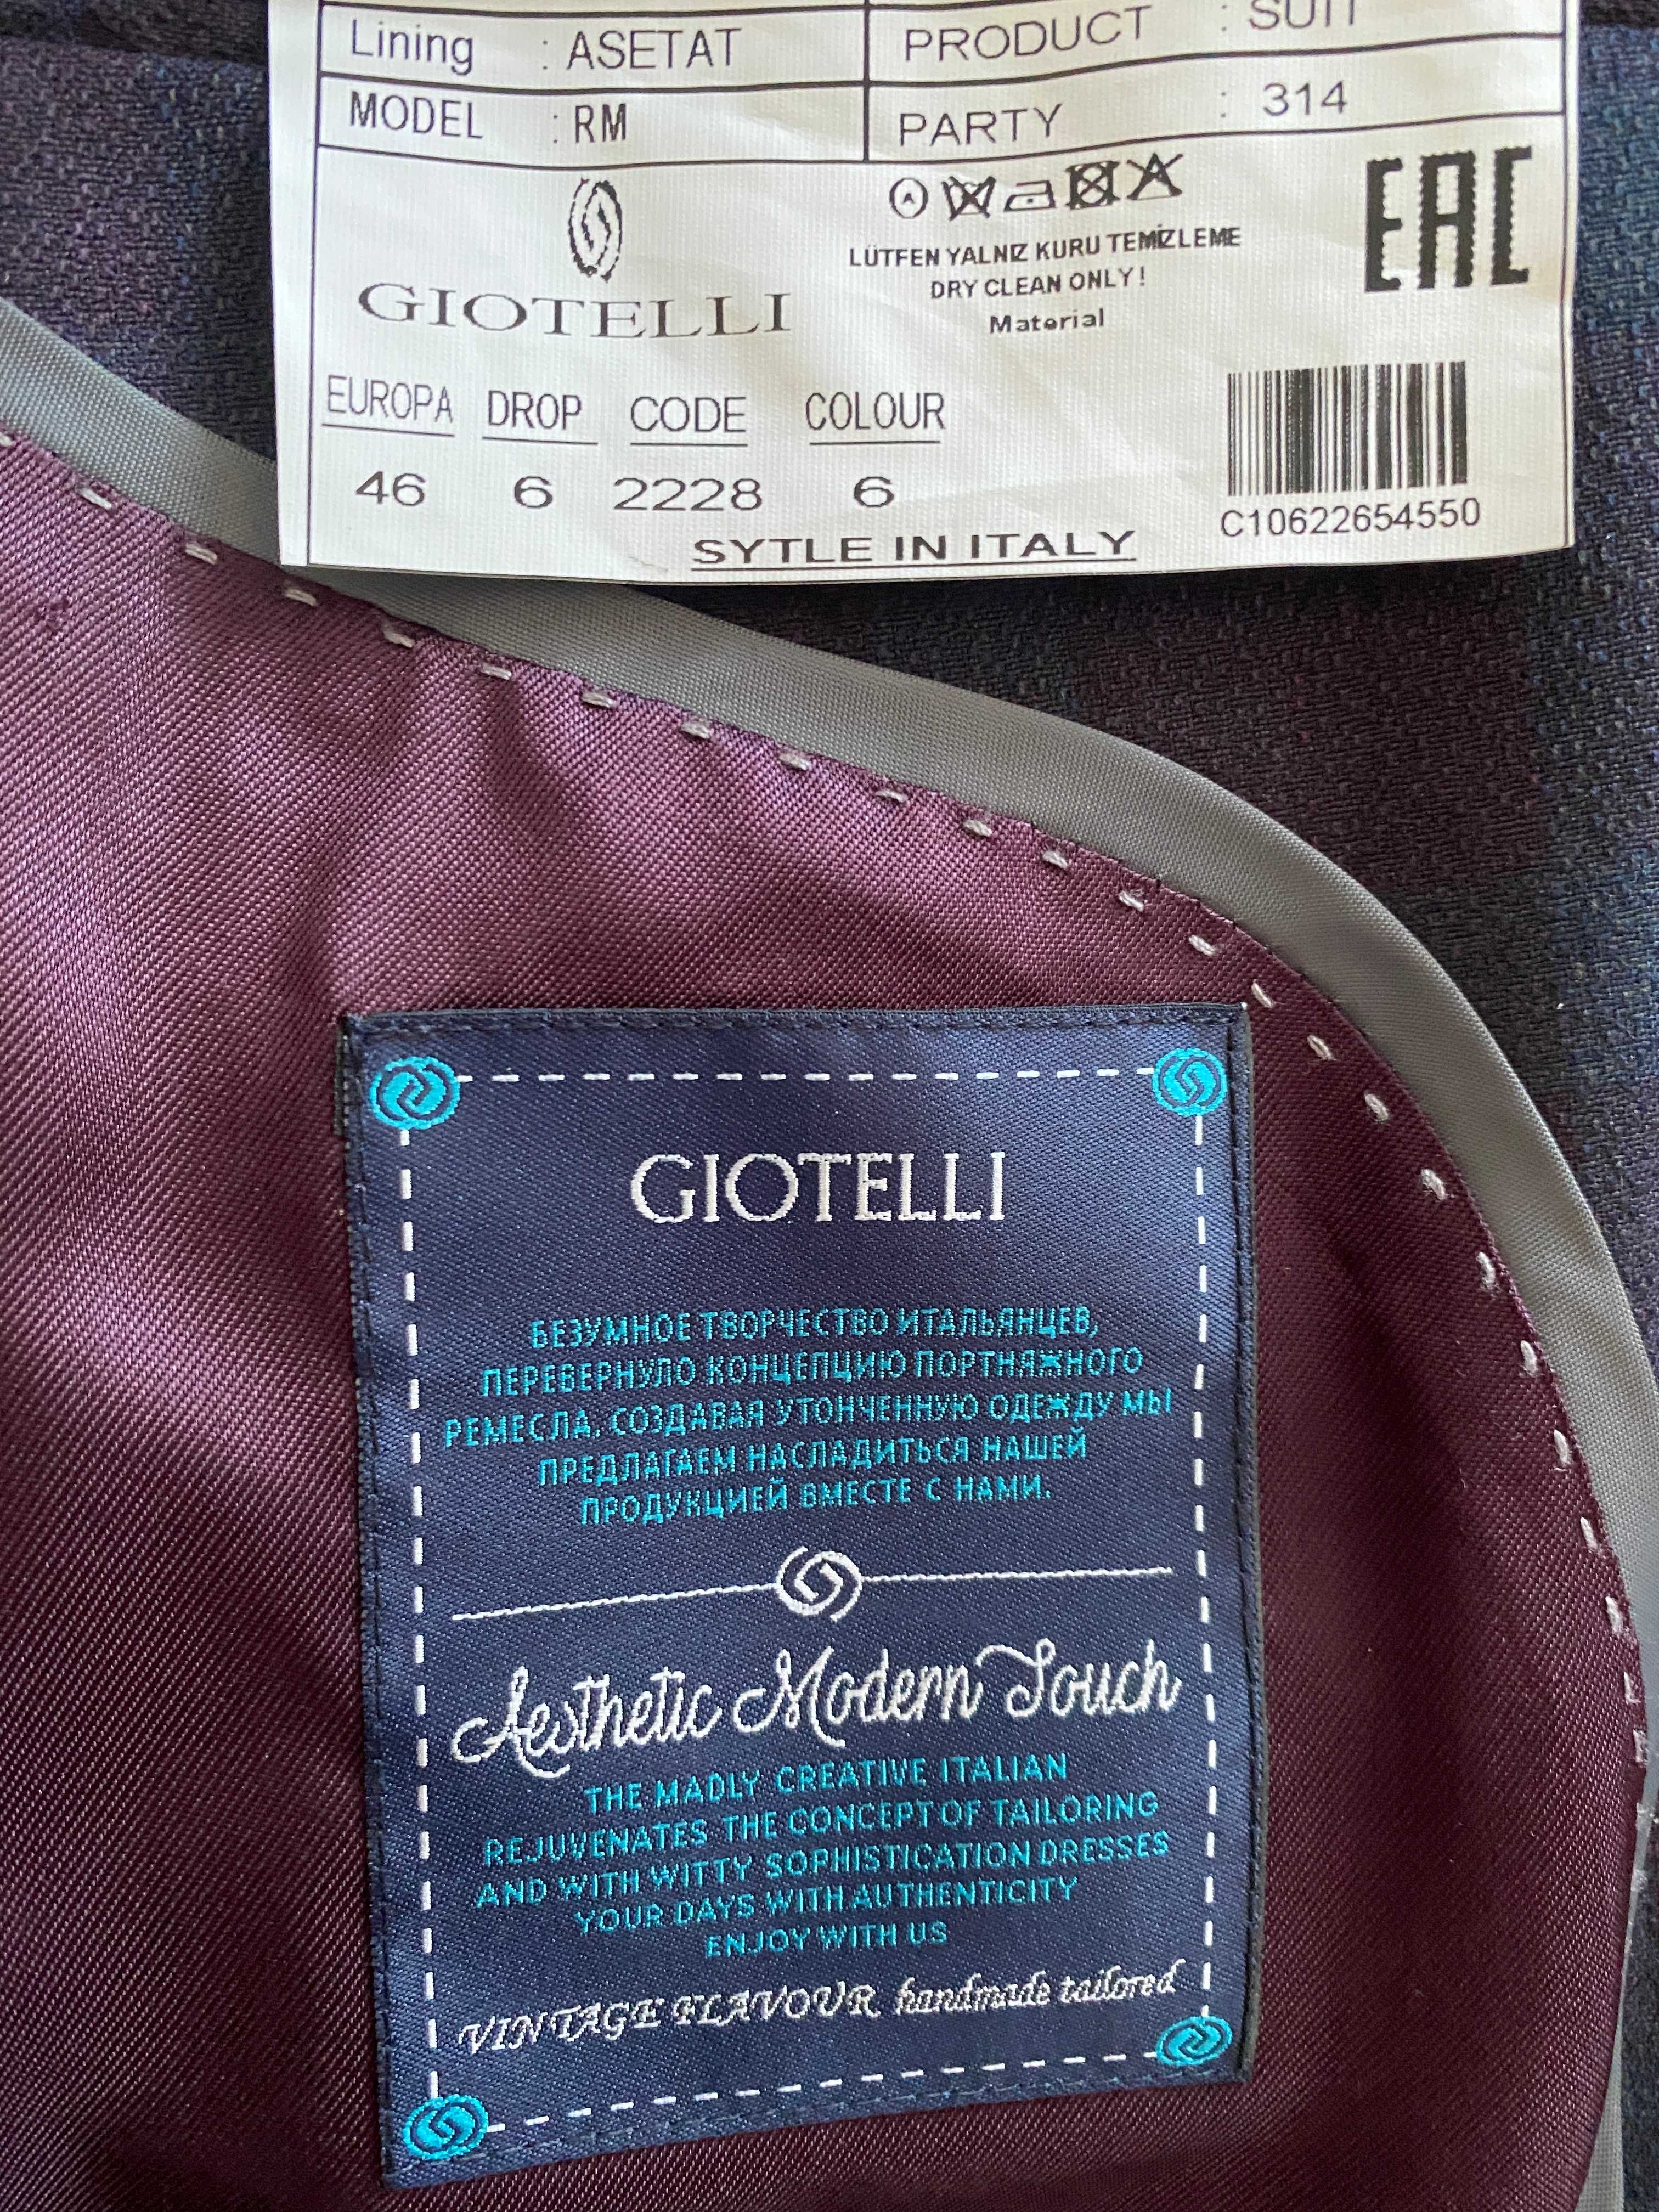 Lining : ASETAT
PRODUCT : SUIT
MODEL : RM
PARTY : 314
GIOTELLI
LÜTFEN YALNIZ KURU TEMİZLEME
DRY CLEAN ONLY!
Material
EAC
EUROPA DROP CODE COLOUR
46 6 2228 6
C10622654550
SYTLE IN ITALY
GIOTELLI
БЕЗУМНОЕ ТВОРЧЕСТВО ИТАЛЬЯНЦЕВ,
ПЕРЕВЕРНУЛО КОНЦЕПЦИЮ ПОРТНЯЖНОГО
РЕМЕСЛА, СОЗДАВАЯ УТОНЧЕННУЮ ОДЕЖДУ МЫ
ПРЕДЛАГАЕМ НАСЛАДИТЬСЯ НАШЕЙ
ПРОДУКЦИЕЙ ВМЕСТЕ С НАМИ.
Aesthetic Modern Touch
THE MADLY CREATIVE ITALIAN
REJUVENATES THE CONCEPT OF TAILORING
AND WITH WITTY SOPHISTICATION DRESSES
YOUR DAYS WITH AUTHENTICITY
ENJOY WITH US
VINTAGE FLAVOUR handmade tailored